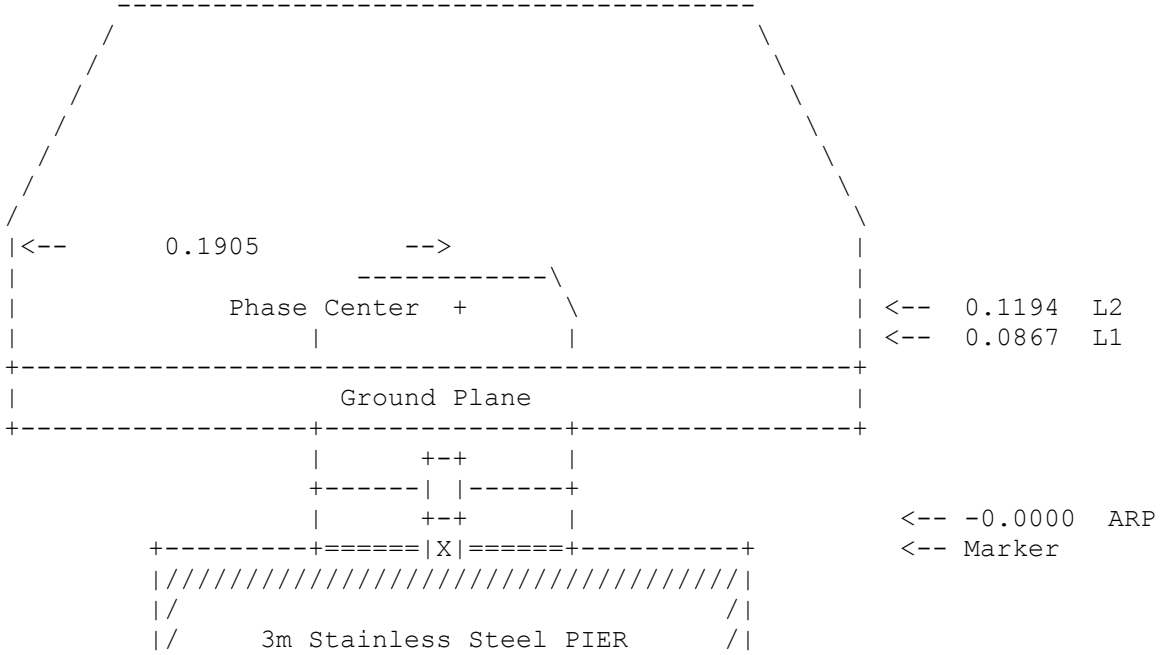 <-- 0.1905 -->
Phase Center + <-- 0.1194 L2
<-- 0.0867 L1
Ground Plane
<-- -0.0000 ARP
X <-- Marker
3m Stainless Steel PIER